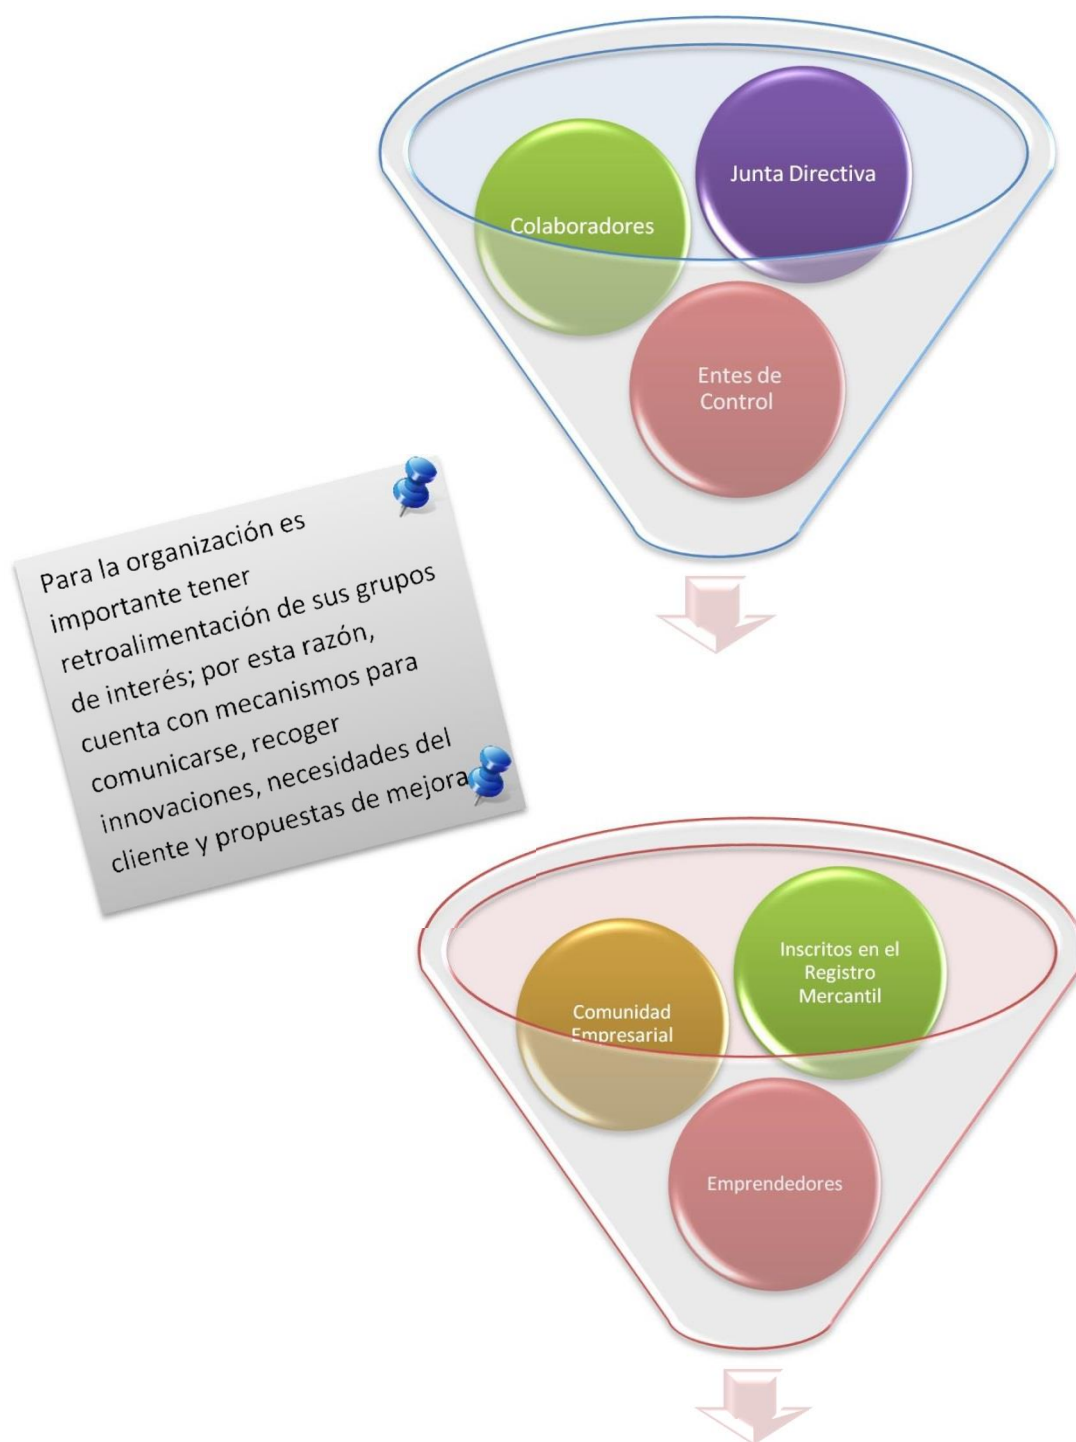 Junta Directiva
Colaboradores
Entes de
Control
Para la organización es
importante tener
retroalimentación de sus grupos
de interés; por esta razón,
cuenta con mecanismos para
comunicarse, recoger
innovaciones, necesidades del
cliente y propuestas de mejora
Inscritos en el
Registro
Mercantil
Comunidad
Empresarial
Emprendedores